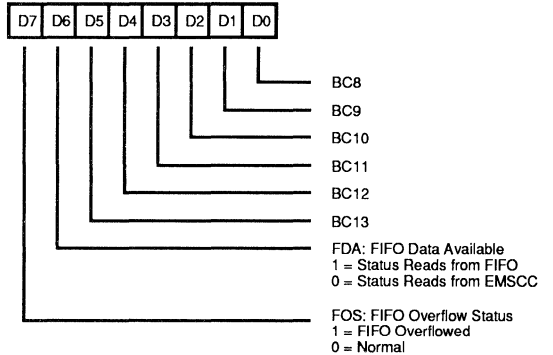 D7 D6 D5 D4 D3 D2 D1 D0
BC8
BC9
BC10
BC11
BC12
BC13
FDA: FIFO Data Available
1 = Status Reads from FIFO
0 = Status Reads from EMSCC
FOS: FIFO Overflow Status
1 = FIFO Overflowed
0 = Normal